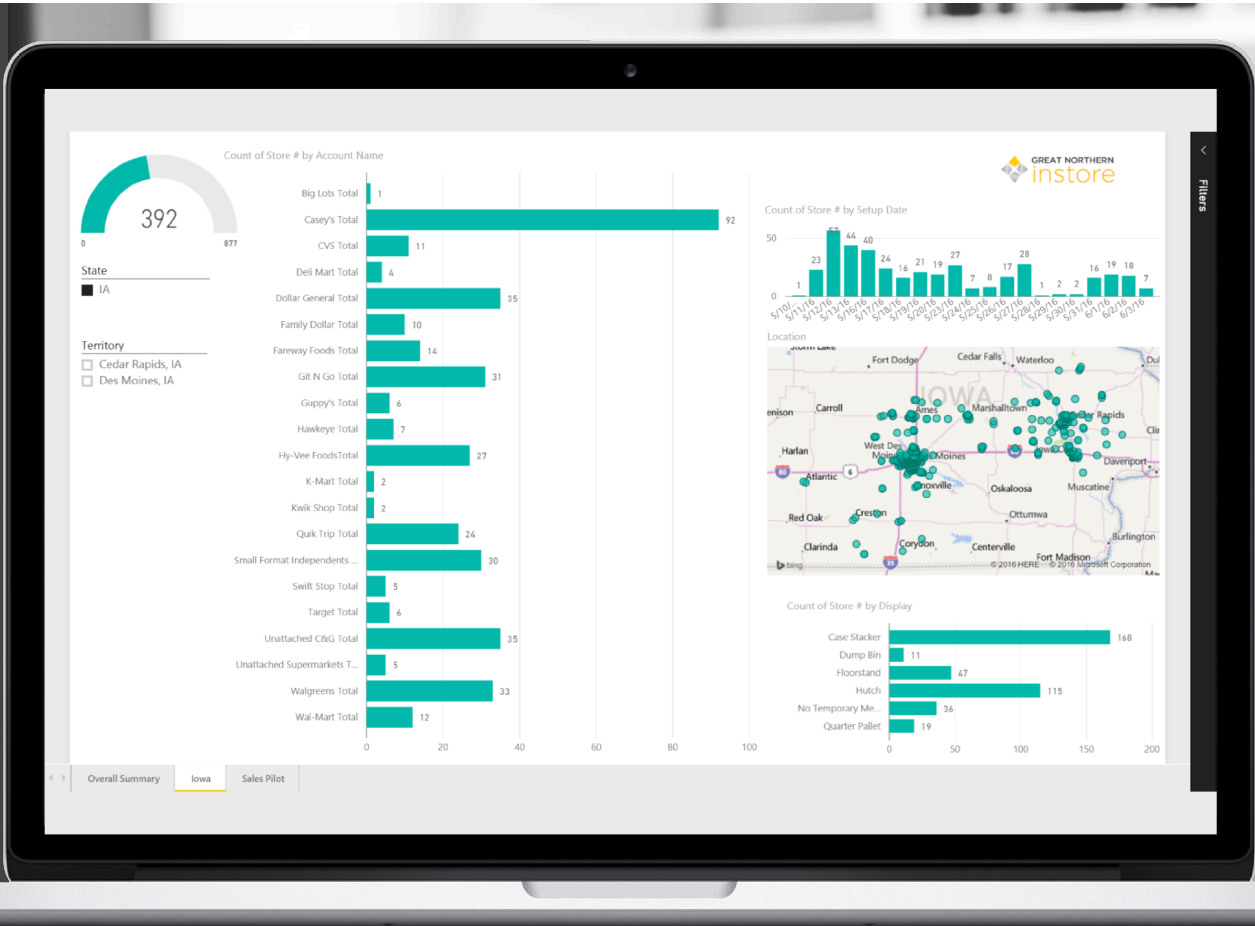 Count of Store # by Account Name
392
0
877
State
IA
Territory
Cedar Rapids, IA
Des Moines, IA
Big Lots Total 1
Casey's Total 92
CVS Total 11
Deli Mart Total 4
Dollar General Total 35
Family Dollar Total 10
Fareway Foods Total 14
Git N Go Total 31
Guppy's Total 6
Hawkeye Total 7
Hy-Vee FoodsTotal 27
K-Mart Total 2
Kwik Shop Total 2
Quik Trip Total 24
Small Format Independents ... 30
Swift Stop Total 5
Target Total 6
Unattached C&G Total 35
Unattached Supermarkets T... 5
Walgreens Total 33
Wal-Mart Total 12
0 20 40 60 80 100
GREAT NORTHERN
instore
Filters
Count of Store # by Setup Date
50
0
1 23 57 44 40 24 16 21 19 27 7 8 17 28 1 2 2 16 19 18 7
5/10/... 5/11/16 5/12/16 5/13/16 5/16/16 5/17/16 5/18/16 5/19/16 5/20/16 5/23/16 5/24/16 5/25/16 5/26/16 5/27/16 5/28/16 5/29/16 5/30/16 5/31/16 6/1/16 6/2/16 6/3/16
Location
Fort Dodge
Cedar Falls
Waterloo
IOWA
Carroll
Ames
Marshalltown
Harlan
West Des
Moines
Davenport
80
Atlantic
6
Oskaloosa
Muscatine
Red Oak
Creston
Ottumwa
Burlington
Clarinda
Corydon
Centerville
Fort Madison
35
bing
© 2016 HERE © 2016 Microsoft Corporation
Count of Store # by Display
Case Stacker 168
Dump Bin 11
Floorstand 47
Hutch 115
No Temporary Me... 36
Quarter Pallet 19
0 50 100 150 200
Overall Summary
Iowa
Sales Pilot